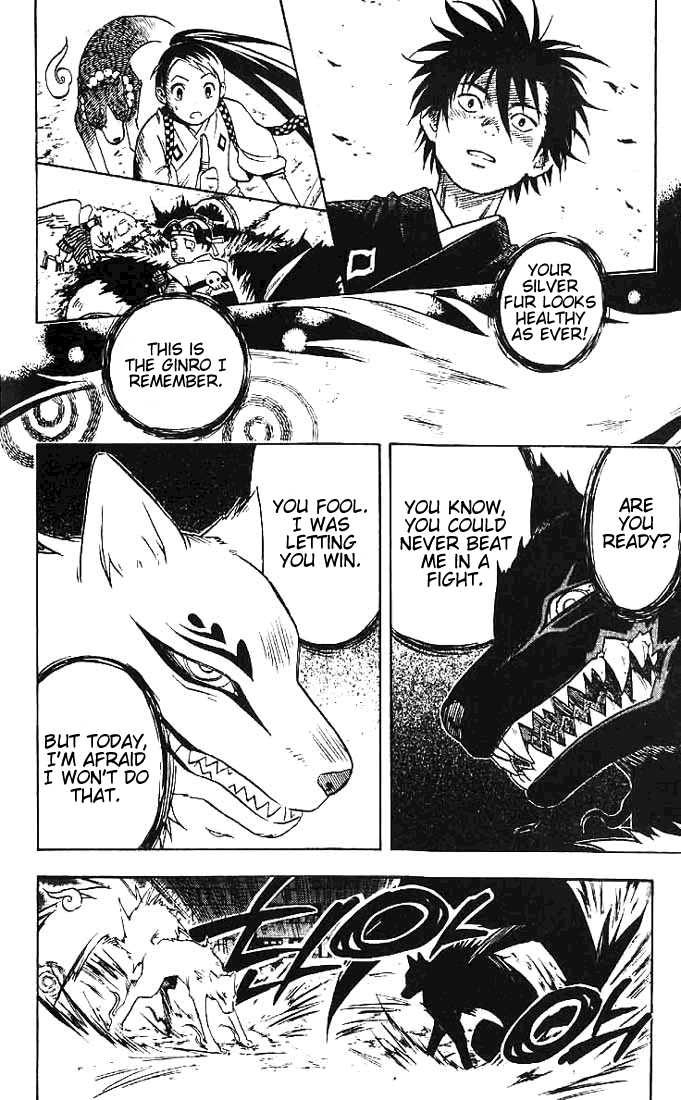 YOUR
SILVER
FUR LOOKS
HEALTHY
AS EVER!
THIS IS
THE GINRO I
REMEMBER.
ARE
YOU
READY?
YOU KNOW,
YOU COULD
NEVER BEAT
ME IN A
FIGHT.
YOU FOOL.
I WAS
LETTING
YOU WIN.
BUT TODAY,
I'M AFRAID
I WON'T DO
THAT.